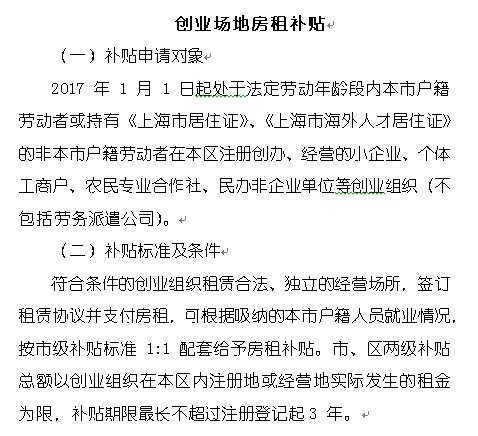 创业场地房租补贴
（一）补贴申请对象
2017 年 1 月 1 日起处于法定劳动年龄段内本市户籍
劳动者或持有《上海市居住证》、《上海市海外人才居住证》
的非本市户籍劳动者在本区注册创办、经营的小企业、个体
工商户、农民专业合作社、民办非企业单位等创业组织（不
包括劳务派遣公司）。
（二）补贴标准及条件
符合条件的创业组织租赁合法、独立的经营场所，签订
租赁协议并支付房租，可根据吸纳的本市户籍人员就业情况，
按市级补贴标准 1:1 配套给予房租补贴。市、区两级补贴
总额以创业组织在本区内注册地或经营地实际发生的租金
为限，补贴期限最长不超过注册登记起 3 年。